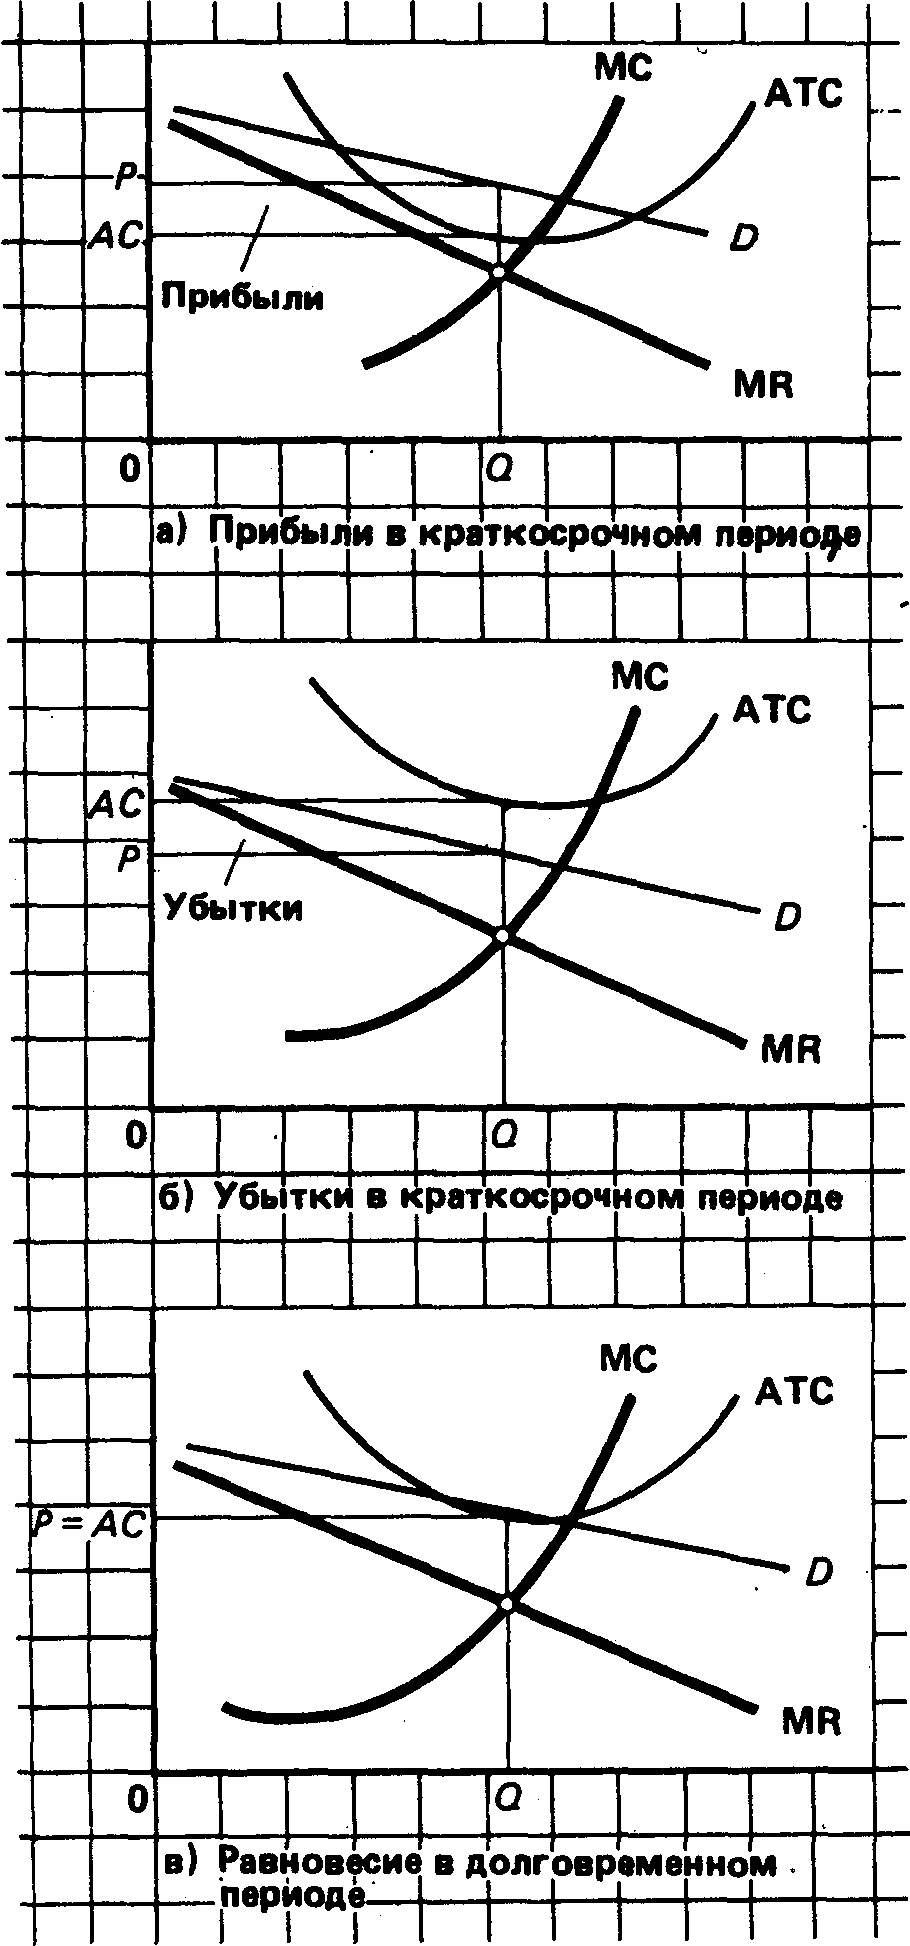 MC
ATC
P
AC
D
Прибыли
MR
0
Q
а) Прибыли в краткосрочном периоде
MC
ATC
AC
P
D
Убытки
MR
0
Q
б) Убытки в краткосрочном периоде
MC
ATC
P = AC
D
MR
0
Q
в) Равновесие в долговременном
периоде